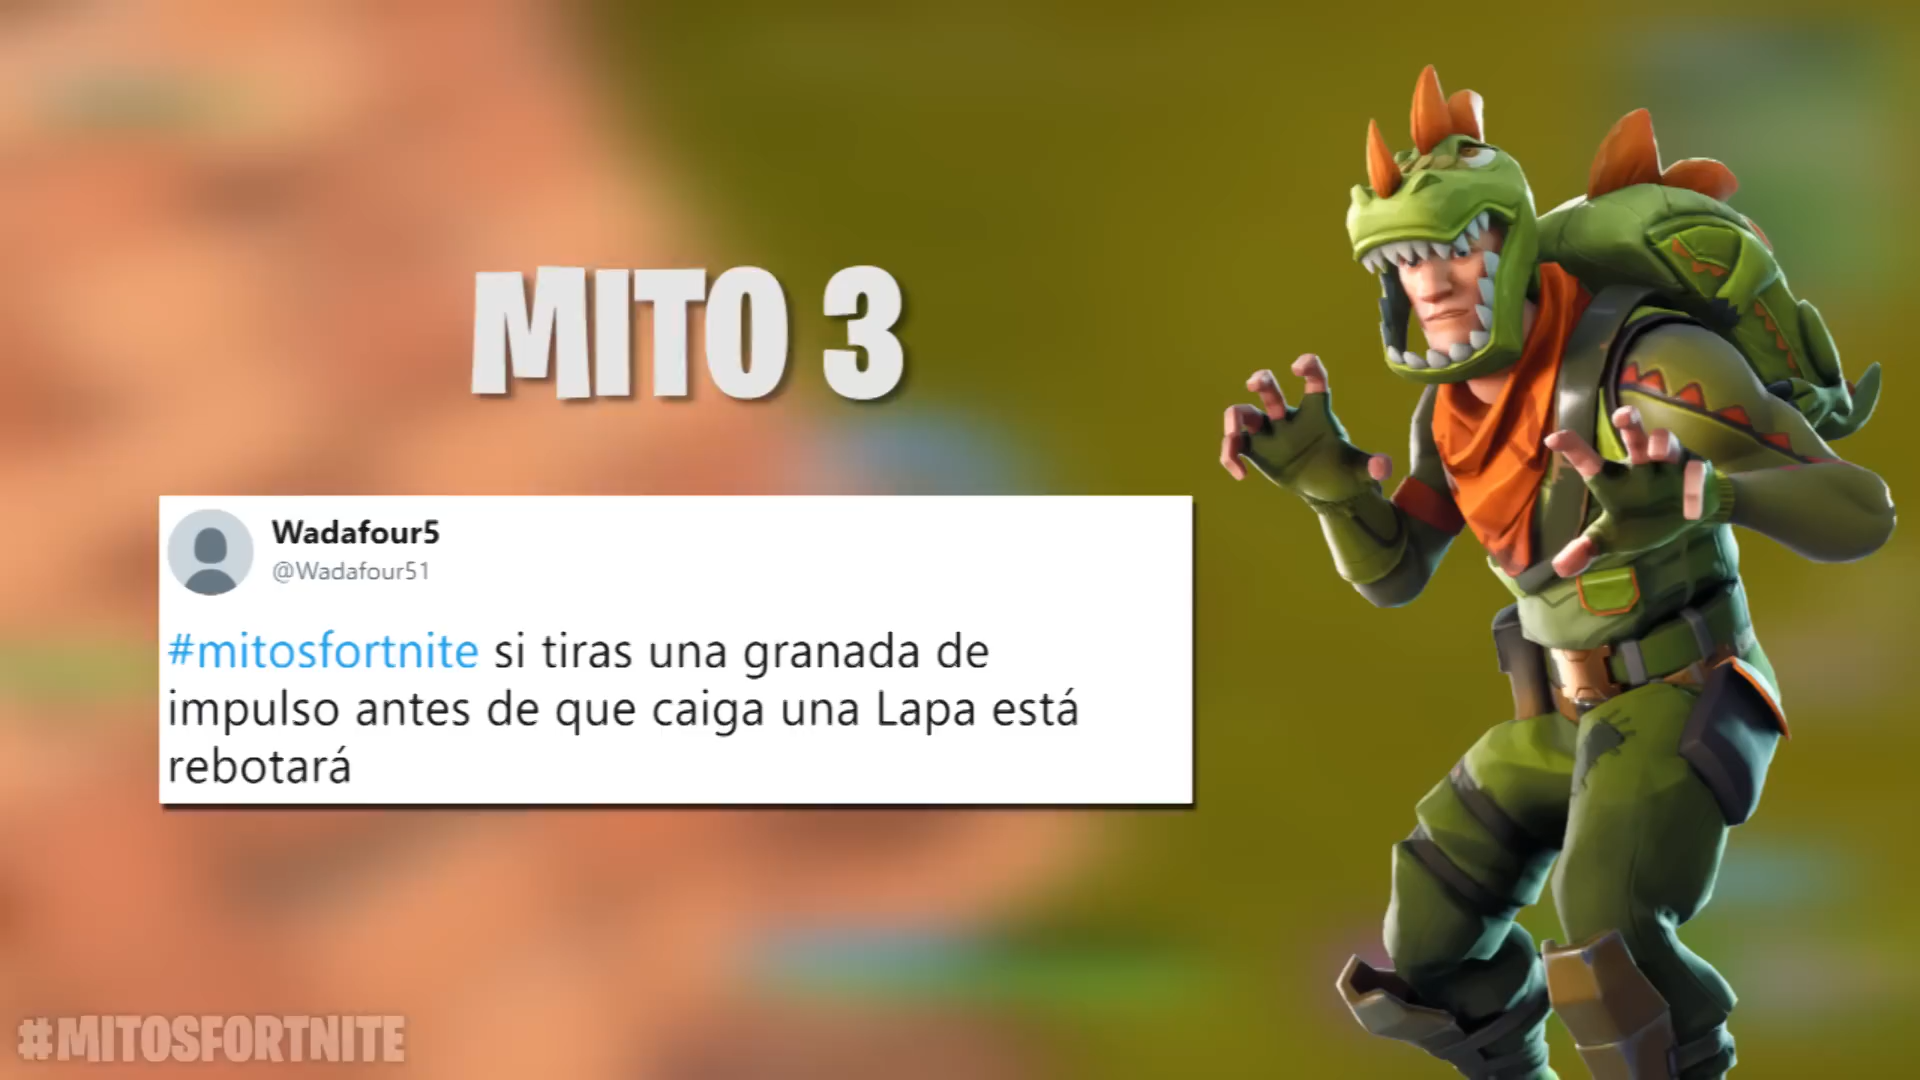 MITO 3
Wadafour5
@Wadafour51
#mitosfortnite si tiras una granada de
impulso antes de que caiga una Lapa está
rebotará
#MITOSFORTNITE